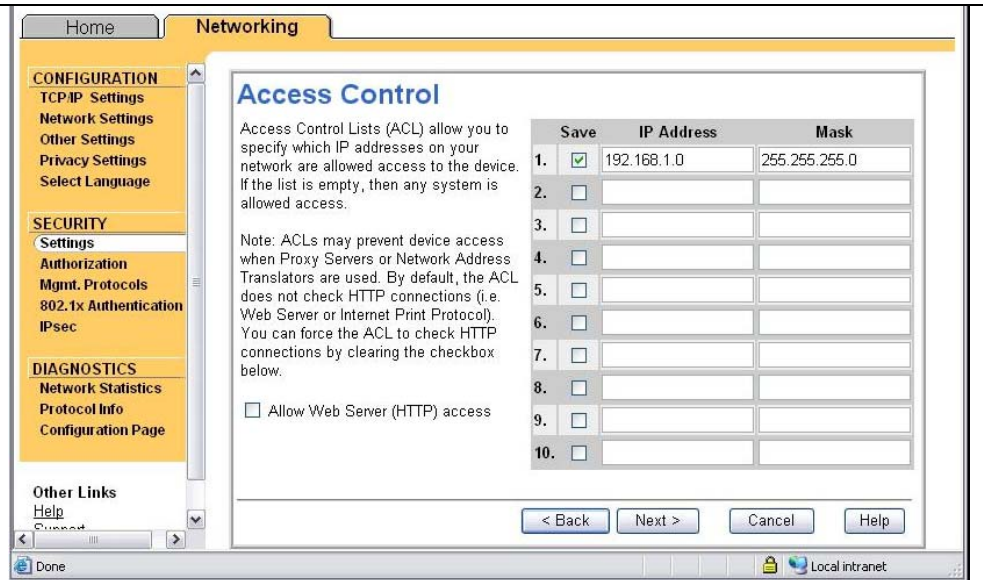 Home
Networking
CONFIGURATION
TCP/IP Settings
Network Settings
Other Settings
Privacy Settings
Select Language
SECURITY
Settings
Authorization
Mgmt. Protocols
802.1x Authentication
IPsec
DIAGNOSTICS
Network Statistics
Protocol Info
Configuration Page
Other Links
Help
Support
Access Control
Access Control Lists (ACL) allow you to
specify which IP addresses on your
network are allowed access to the device.
If the list is empty, then any system is
allowed access.
Note: ACLs may prevent device access
when Proxy Servers or Network Address
Translators are used. By default, the ACL
does not check HTTP connections (i.e.
Web Server or Internet Print Protocol).
You can force the ACL to check HTTP
connections by clearing the checkbox
below.
Allow Web Server (HTTP) access
Save IP Address Mask
1. 192.168.1.0 255.255.255.0
2.
3.
4.
5.
6.
7.
8.
9.
10.
< Back Next > Cancel Help
Done Local intranet